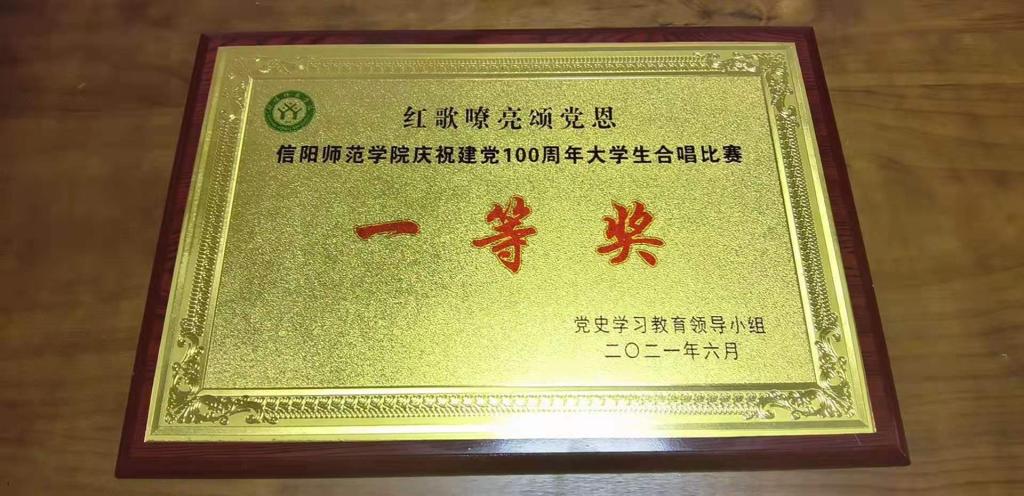 红歌嘹亮颂党恩
信阳师范学院庆祝建党100周年大学生合唱比赛
一等奖
党史学习教育领导小组
二〇二一年六月